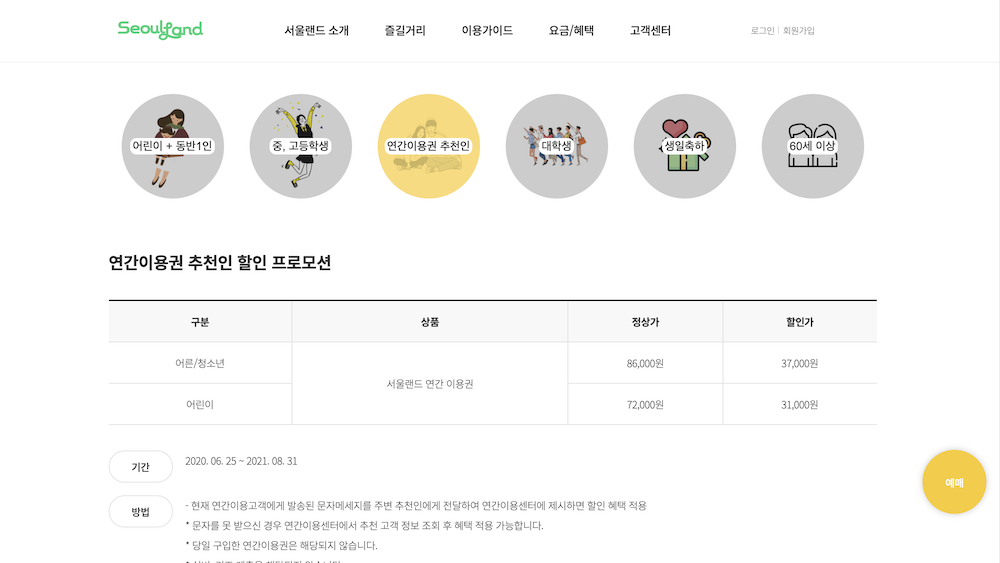 SeoulLand
서울랜드 소개
즐길거리
이용가이드
요금/혜택
고객센터
로그인
회원가입
어린이 + 동반1인
중, 고등학생
연간이용권 추천인
대학생
생일축하
60세 이상
연간이용권 추천인 할인 프로모션
구분
상품
정상가
할인가
어른/청소년
서울랜드 연간 이용권
86,000원
37,000원
어린이
72,000원
31,000원
기간
2020. 06. 25 ~ 2021. 08. 31
예매
방법
- 현재 연간이용고객에게 발송된 문자메세지를 주변 추천인에게 전달하여 연간이용센터에 제시하면 할인 혜택 적용
* 문자를 못 받으신 경우 연간이용센터에서 추천 고객 정보 조회 후 혜택 적용 가능합니다.
* 당일 구입한 연간이용권은 해당되지 않습니다.